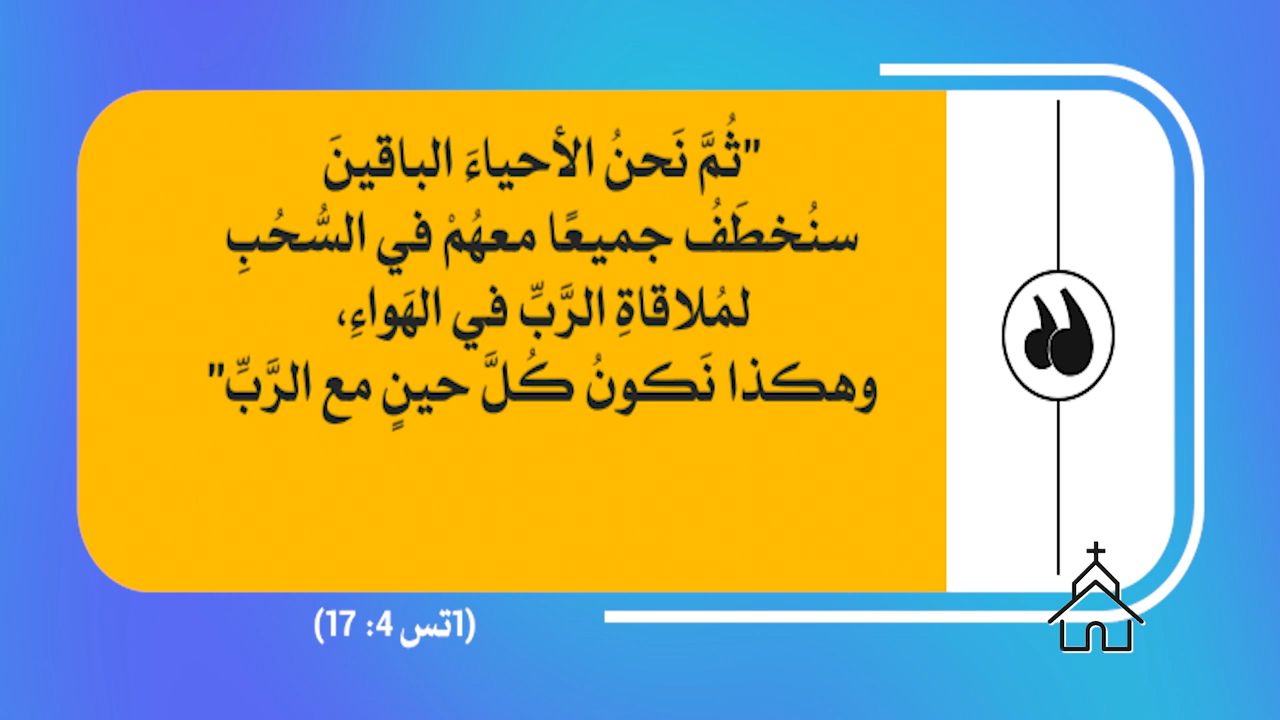 "ثُمَّ نَحنُ الأحياءَ الباقينَ
سنُخطَفُ جميعًا معهُمْ في السُّحُبِ
لمُلاقاةِ الرَّبِّ في الهَواءِ،
وهكذا نَكونُ كُلَّ حينٍ مع الرَّبِّ"
(1تس 4: 17)